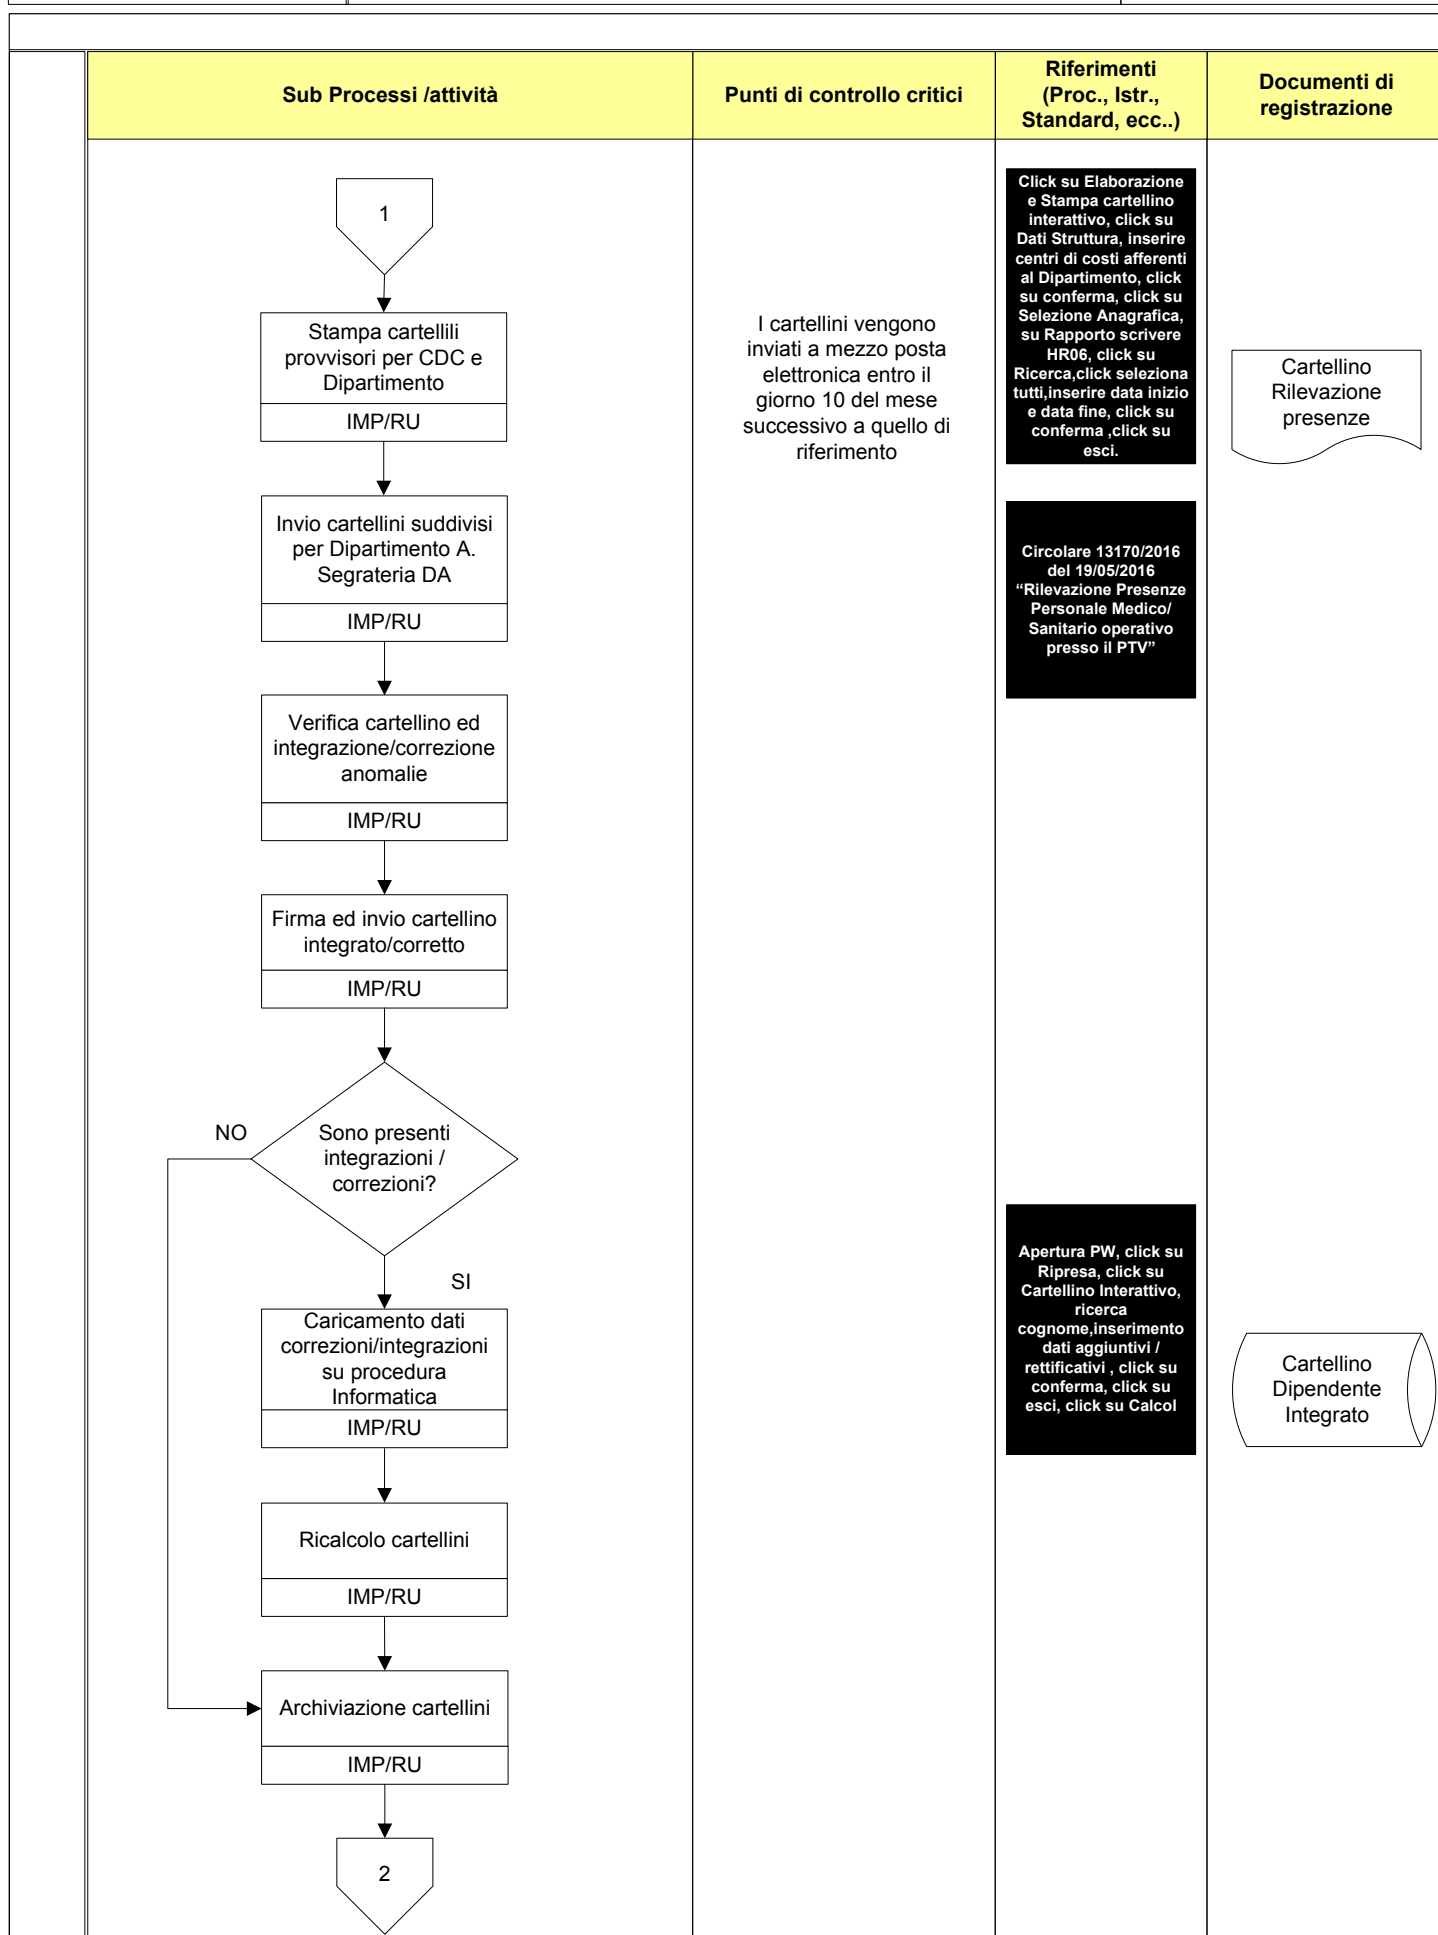 Sub Processi /attività
Punti di controllo critici
Riferimenti
(Proc., Istr.,
Standard, ecc..)
Documenti di
registrazione
1
Stampa cartellili
provvisori per CDC e
Dipartimento
IMP/RU
I cartellini vengono
inviati a mezzo posta
elettronica entro il
giorno 10 del mese
successivo a quello di
riferimento
Click su Elaborazione
e Stampa cartellino
interattivo, click su
Dati Struttura, inserire
centri di costi afferenti
al Dipartimento, click
su conferma, click su
Selezione Anagrafica,
su Rapporto scrivere
HR06, click su
Ricerca,click seleziona
tutti,inserire data inizio
e data fine, click su
conferma ,click su
esci.
Cartellino
Rilevazione
presenze
Invio cartellini suddivisi
per Dipartimento A.
Segrateria DA
IMP/RU
Circolare 13170/2016
del 19/05/2016
“Rilevazione Presenze
Personale Medico/
Sanitario operativo
presso il PTV”
Verifica cartellino ed
integrazione/correzione
anomalie
IMP/RU
Firma ed invio cartellino
integrato/corretto
IMP/RU
NO
Sono presenti
integrazioni /
correzioni?
SI
Caricamento dati
correzioni/integrazioni
su procedura
Informatica
IMP/RU
Apertura PW, click su
Ripresa, click su
Cartellino Interattivo,
ricerca
cognome,inserimento
dati aggiuntivi /
rettificativi , click su
conferma, click su
esci, click su Calcol
Cartellino
Dipendente
Integrato
Ricalcolo cartellini
IMP/RU
Archiviazione cartellini
IMP/RU
2